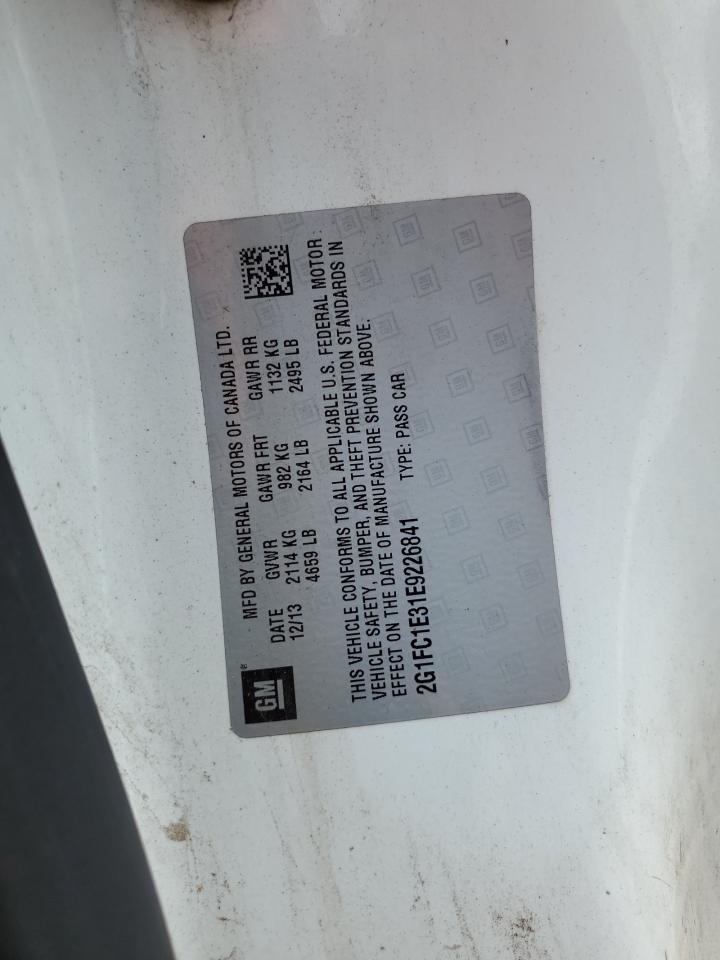 GM®
MFD BY GENERAL MOTORS OF CANADA LTD.
DATE GVWR GAWR FRT GAWR RR
12/13 2114 KG 982 KG 1132 KG
4659 LB 2164 LB 2495 LB
THIS VEHICLE CONFORMS TO ALL APPLICABLE U.S. FEDERAL MOTOR
VEHICLE SAFETY, BUMPER, AND THEFT PREVENTION STANDARDS IN
EFFECT ON THE DATE OF MANUFACTURE SHOWN ABOVE.
2G1FC1E31E9226841 TYPE: PASS CAR